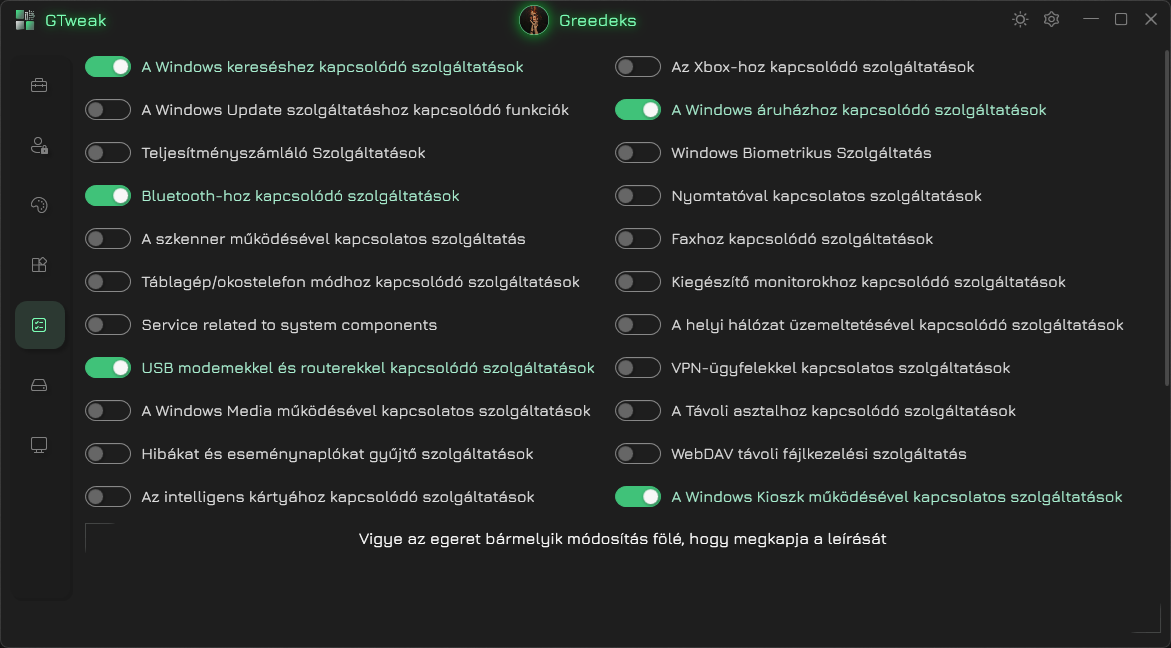 GTweak
Greedeks
A Windows kereséshez kapcsolódó szolgáltatások
Az Xbox-hoz kapcsolódó szolgáltatások
A Windows Update szolgáltatáshoz kapcsolódó funkciók
A Windows áruházhoz kapcsolódó szolgáltatások
Teljesítményszámláló Szolgáltatások
Windows Biometrikus Szolgáltatás
Bluetooth-hoz kapcsolódó szolgáltatások
Nyomtatóval kapcsolatos szolgáltatások
A szkenner működésével kapcsolatos szolgáltatás
Faxhoz kapcsolódó szolgáltatások
Táblagép/okostelefon módhoz kapcsolódó szolgáltatások
Kiegészítő monitorokhoz kapcsolódó szolgáltatások
Service related to system components
A helyi hálózat üzemeltetésével kapcsolódó szolgáltatások
USB modemekkel és routerekkel kapcsolódó szolgáltatások
VPN-ügyfelekkel kapcsolatos szolgáltatások
A Windows Media működésével kapcsolatos szolgáltatások
A Távoli asztalhoz kapcsolódó szolgáltatások
Hibákat és eseménynaplókat gyűjtő szolgáltatások
WebDAV távoli fájlkezelési szolgáltatás
Az intelligens kártyához kapcsolódó szolgáltatások
A Windows Kioszk működésével kapcsolatos szolgáltatások
Vigye az egeret bármelyik módosítás fölé, hogy megkapja a leírását